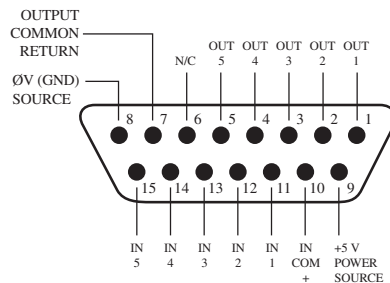 OUTPUT
COMMON
RETURN
ØV (GND)
SOURCE
N/C
OUT
5
OUT
4
OUT
3
OUT
2
OUT
1
8 7 6 5 4 3 2 1
15 14 13 12 11 10 9
IN
5
IN
4
IN
3
IN
2
IN
1
IN
COM
+
+5 V
POWER
SOURCE